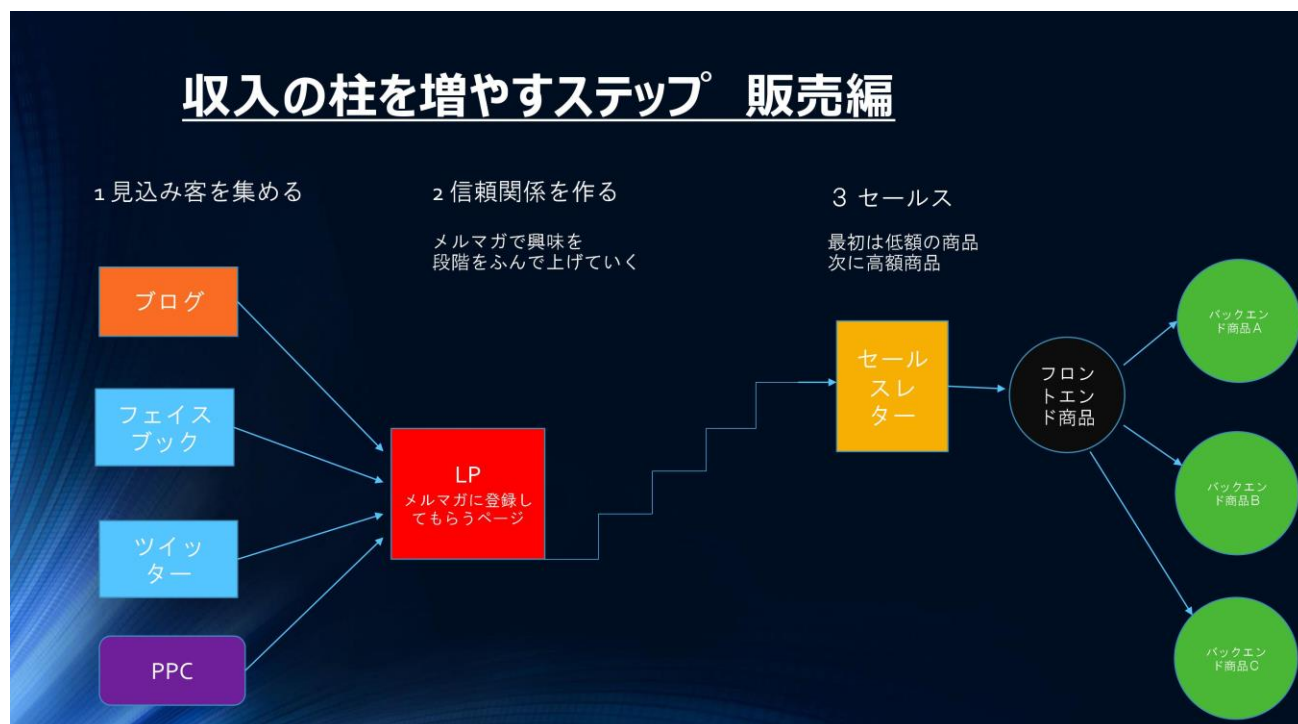 収入の柱を増やすステップ　販売編
1 見込み客を集める
ブログ
フェイス
ブック
ツイッ
ター
PPC
2 信頼関係を作る
メルマガで興味を
段階をふんで上げていく
LP
メルマガに登録し
てもらうページ
３ セールス
最初は低額の商品
次に高額商品
セール
スレ
ター
フロン
トエン
ド商品
バックエン
ド商品Ａ
バックエン
ド商品Ｂ
バックエン
ド商品Ｃ